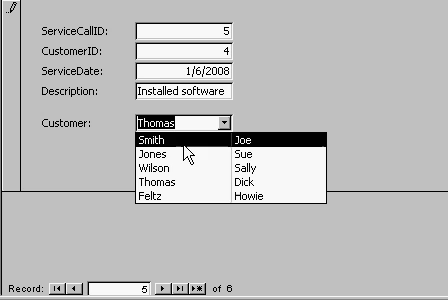 ServiceCallID: 5
CustomerID: 4
ServiceDate: 1/6/2008
Description: Installed software
Customer: Thomas
Smith Joe
Jones Sue
Wilson Sally
Thomas Dick
Feltz Howie
Record: 5 of 6